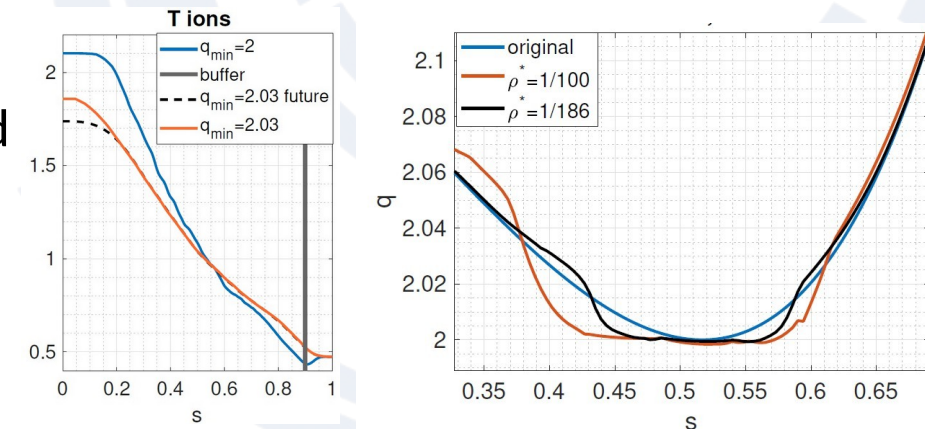 d
T ions
q_min=2
buffer
q_min=2.03 future
q_min=2.03
2
1.5
1
0.5
0 0.2 0.4 0.6 0.8 1
s
original
ρ*=1/100
ρ*=1/186
2.1
2.08
2.06
2.04
2.02
2
q
0.35 0.4 0.45 0.5 0.55 0.6 0.65
s